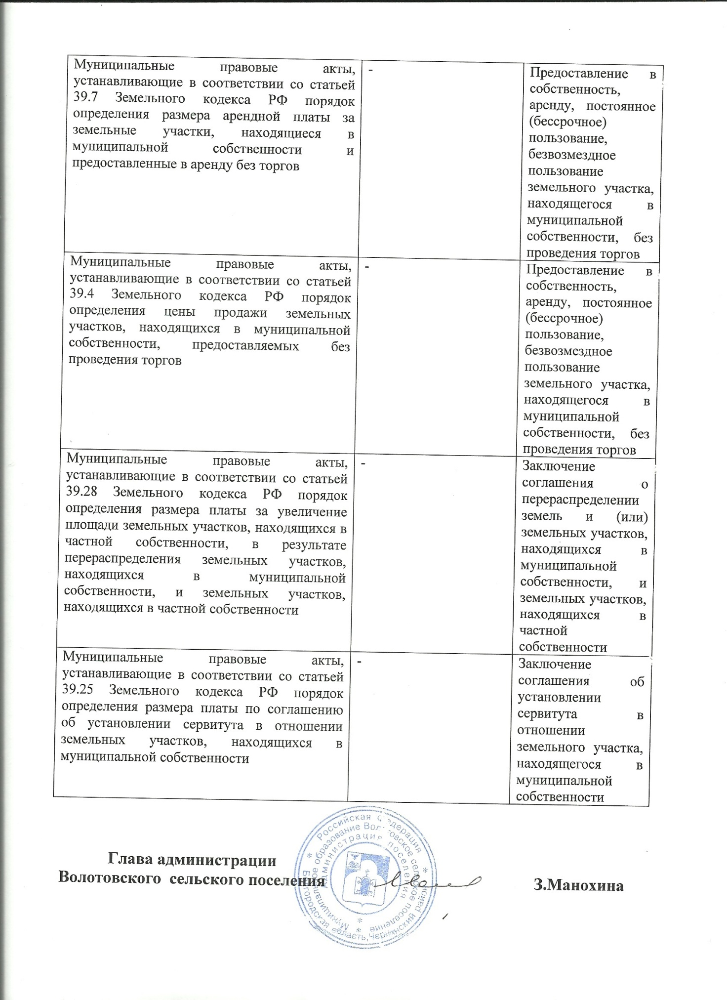 Муниципальные правовые акты,
устанавливающие в соответствии со статьей
39.7 Земельного кодекса РФ порядок
определения размера арендной платы за
земельные участки, находящиеся в
муниципальной собственности и
предоставленные в аренду без торгов
-
Предоставление в
собственность,
аренду, постоянное
(бессрочное)
пользование,
безвозмездное
пользование
земельного участка,
находящегося в
муниципальной
собственности, без
проведения торгов
Муниципальные правовые акты,
устанавливающие в соответствии со статьей
39.4 Земельного кодекса РФ порядок
определения цены продажи земельных
участков, находящихся в муниципальной
собственности, предоставляемых без
проведения торгов
-
Предоставление в
собственность,
аренду, постоянное
(бессрочное)
пользование,
безвозмездное
пользование
земельного участка,
находящегося в
муниципальной
собственности, без
проведения торгов
Муниципальные правовые акты,
устанавливающие в соответствии со статьей
39.28 Земельного кодекса РФ порядок
определения размера платы за увеличение
площади земельных участков, находящихся в
частной собственности, в результате
перераспределения земельных участков,
находящихся в муниципальной
собственности, и земельных участков,
находящихся в частной собственности
-
Заключение
соглашения о
перераспределении
земель и (или)
земельных участков,
находящихся в
муниципальной
собственности, и
земельных участков,
находящихся в
частной
собственности
Муниципальные правовые акты,
устанавливающие в соответствии со статьей
39.25 Земельного кодекса РФ порядок
определения размера платы по соглашению
об установлении сервитута в отношении
земельных участков, находящихся в
муниципальной собственности
-
Заключение
соглашения об
установлении
сервитута в
отношении
земельного участка,
находящегося в
муниципальной
собственности
Глава администрации
Волотовского сельского поселения
З.Манохина
Российская Федерация
* Белгородская область, Чернянский район *
Муниципальное образование Волотовское сельское поселение *
Администрация поселения *